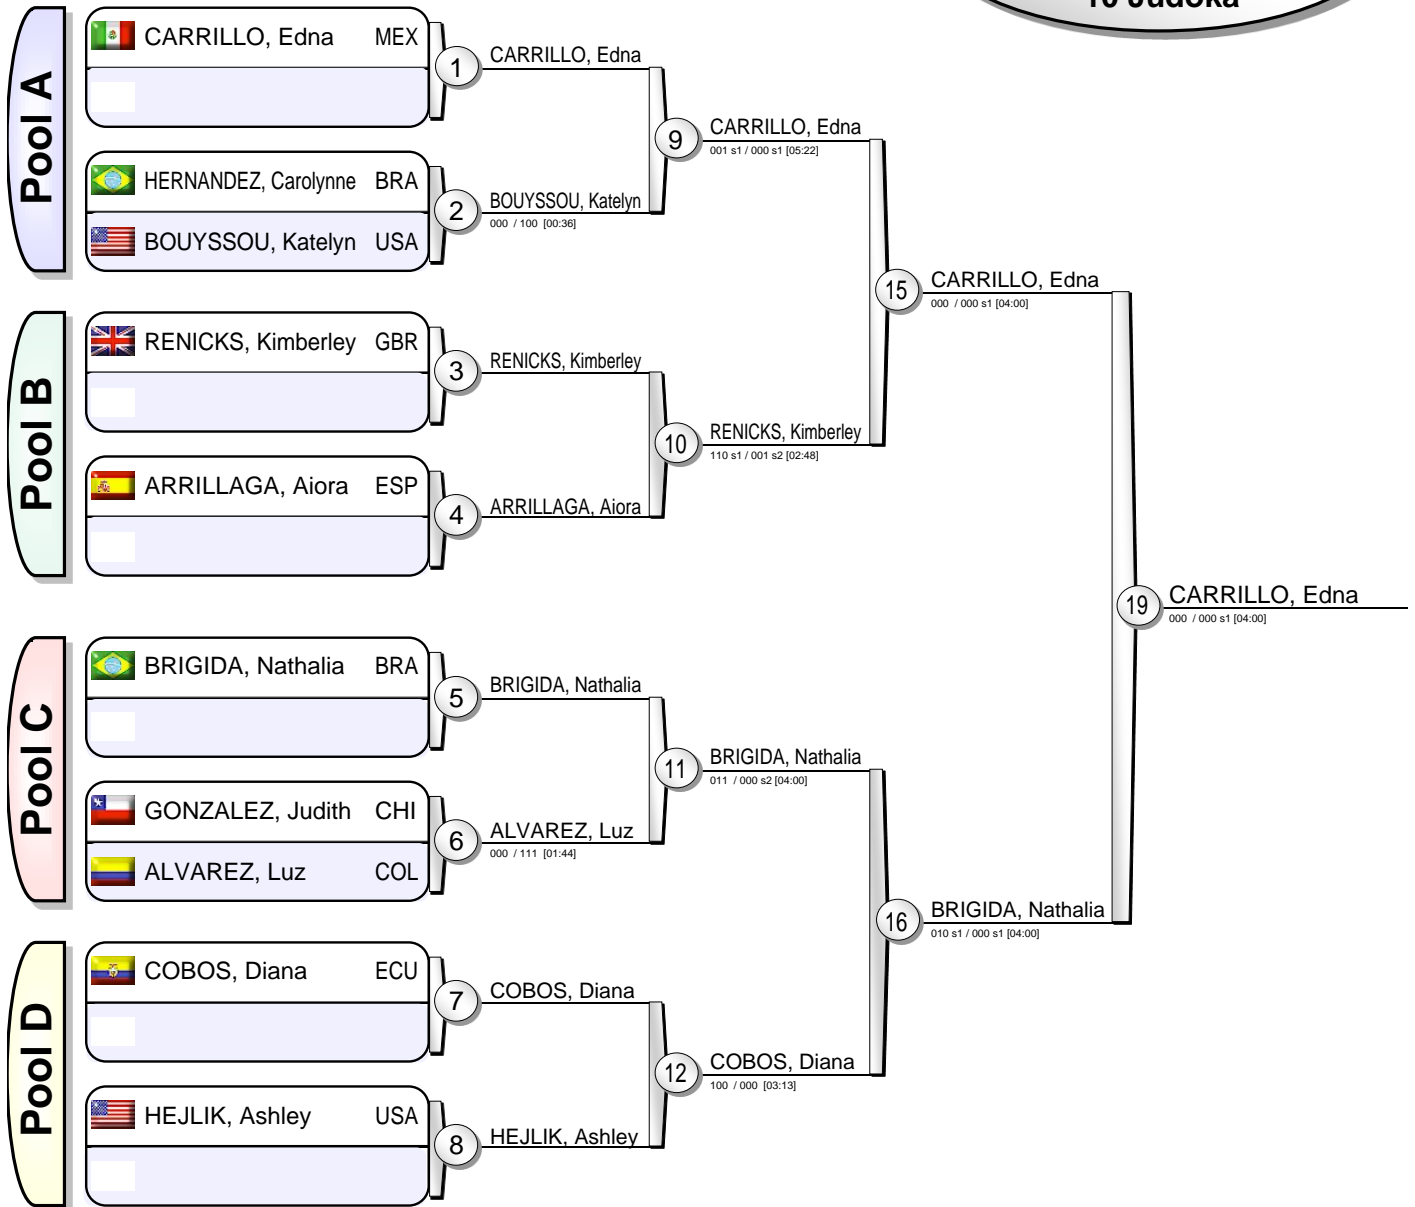 10 Judoka
Pool A
CARRILLO, Edna MEX
HERNANDEZ, Carolynne BRA
BOUYSSOU, Katelyn USA
Pool B
RENICKS, Kimberley GBR
ARRILLAGA, Aiora ESP
Pool C
BRIGIDA, Nathalia BRA
GONZALEZ, Judith CHI
ALVAREZ, Luz COL
Pool D
COBOS, Diana ECU
HEJLIK, Ashley USA
1
CARRILLO, Edna
2
BOUYSSOU, Katelyn
000 / 100 [00:36]
3
RENICKS, Kimberley
4
ARRILLAGA, Aiora
5
BRIGIDA, Nathalia
6
ALVAREZ, Luz
000 / 111 [01:44]
7
COBOS, Diana
8
HEJLIK, Ashley
9
CARRILLO, Edna
001 s1 / 000 s1 [05:22]
10
RENICKS, Kimberley
110 s1 / 001 s2 [02:48]
11
BRIGIDA, Nathalia
011 / 000 s2 [04:00]
12
COBOS, Diana
100 / 000 [03:13]
15
CARRILLO, Edna
000 / 000 s1 [04:00]
16
BRIGIDA, Nathalia
010 s1 / 000 s1 [04:00]
19
CARRILLO, Edna
000 / 000 s1 [04:00]